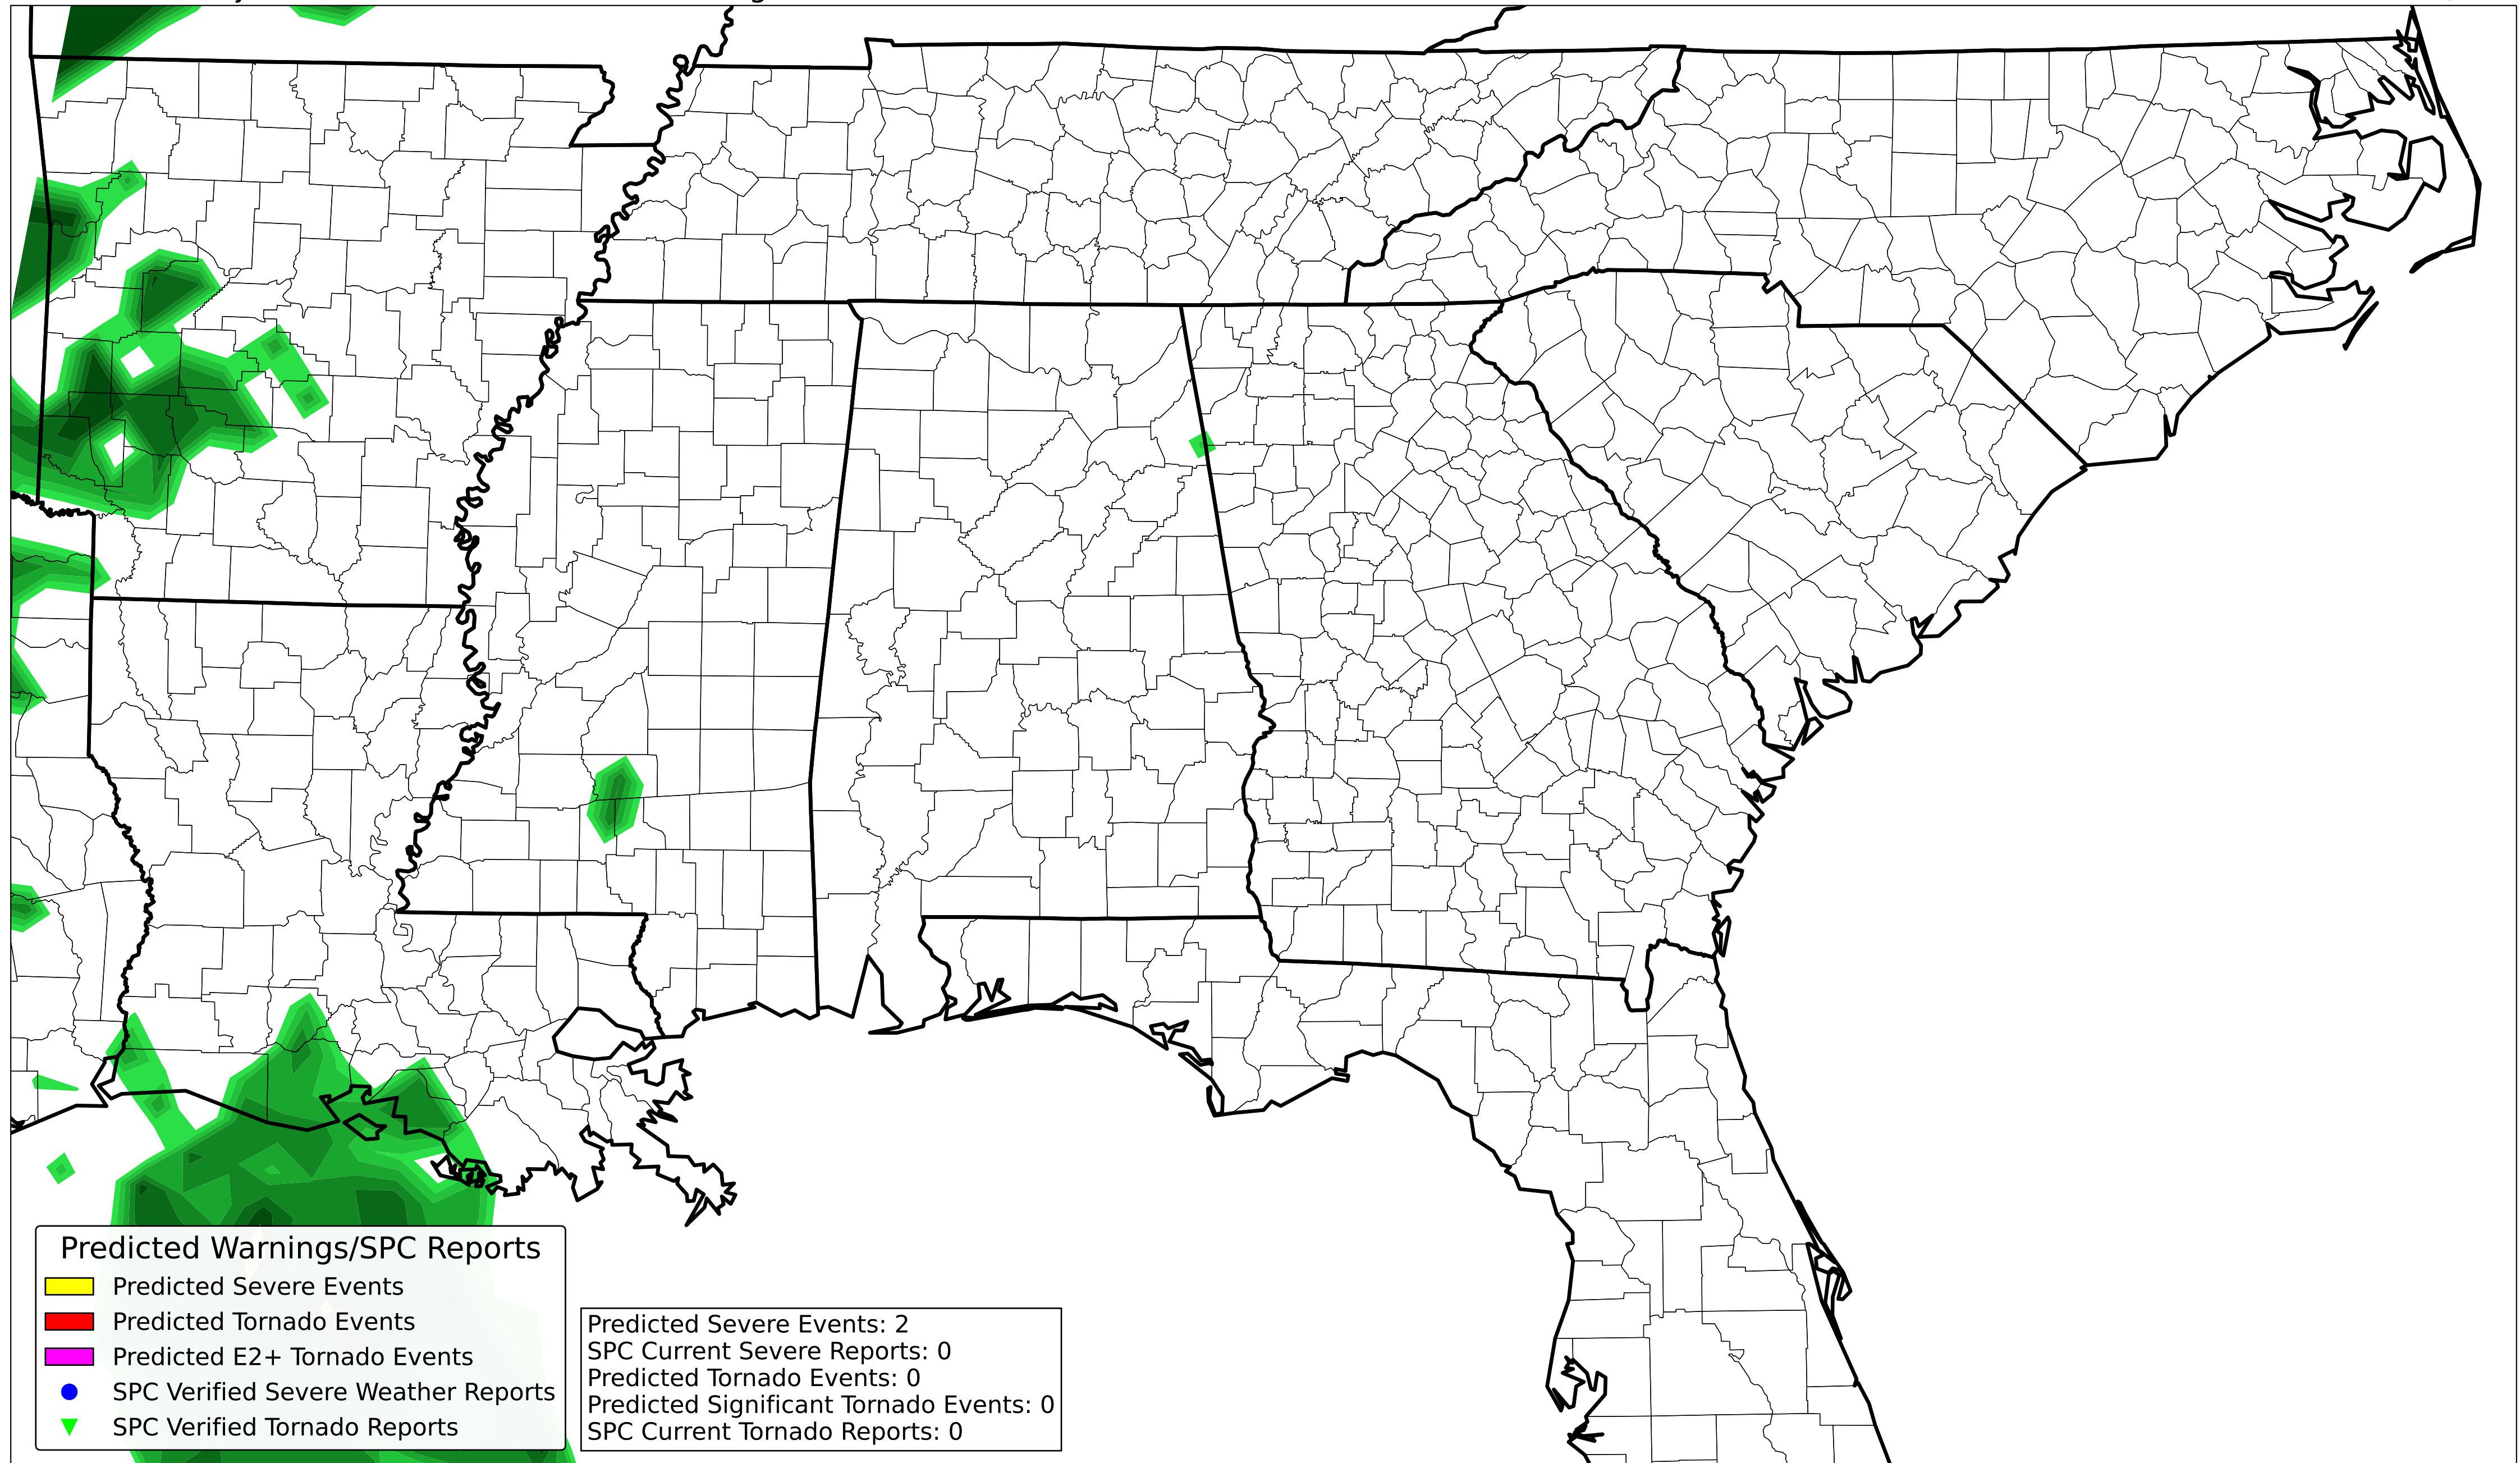 Predicted Warnings/SPC Reports
Predicted Severe Events
Predicted Tornado Events
Predicted E2+ Tornado Events
SPC Verified Severe Weather Reports
SPC Verified Tornado Reports
Predicted Severe Events: 2
SPC Current Severe Reports: 0
Predicted Tornado Events: 0
Predicted Significant Tornado Events: 0
SPC Current Tornado Reports: 0